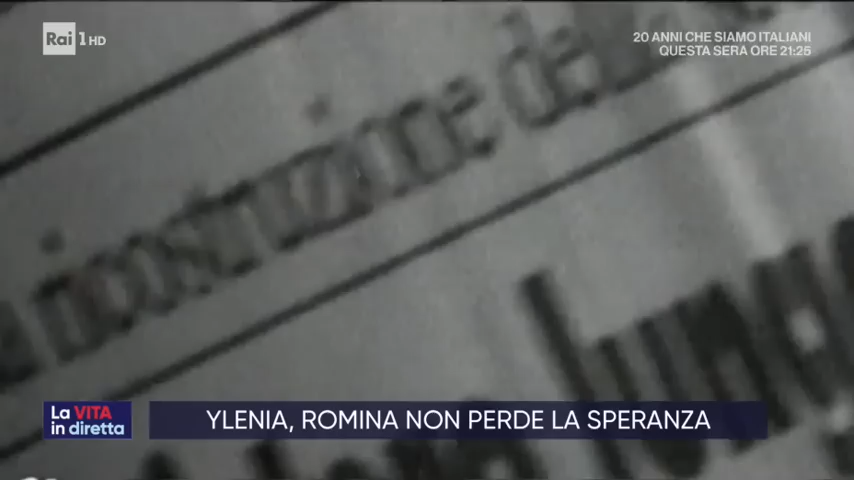 Rai 1 HD
20 ANNI CHE SIAMO ITALIANI
QUESTA SERA ORE 21:25
ricostruzione de
La VITA
in diretta
YLENIA, ROMINA NON PERDE LA SPERANZA